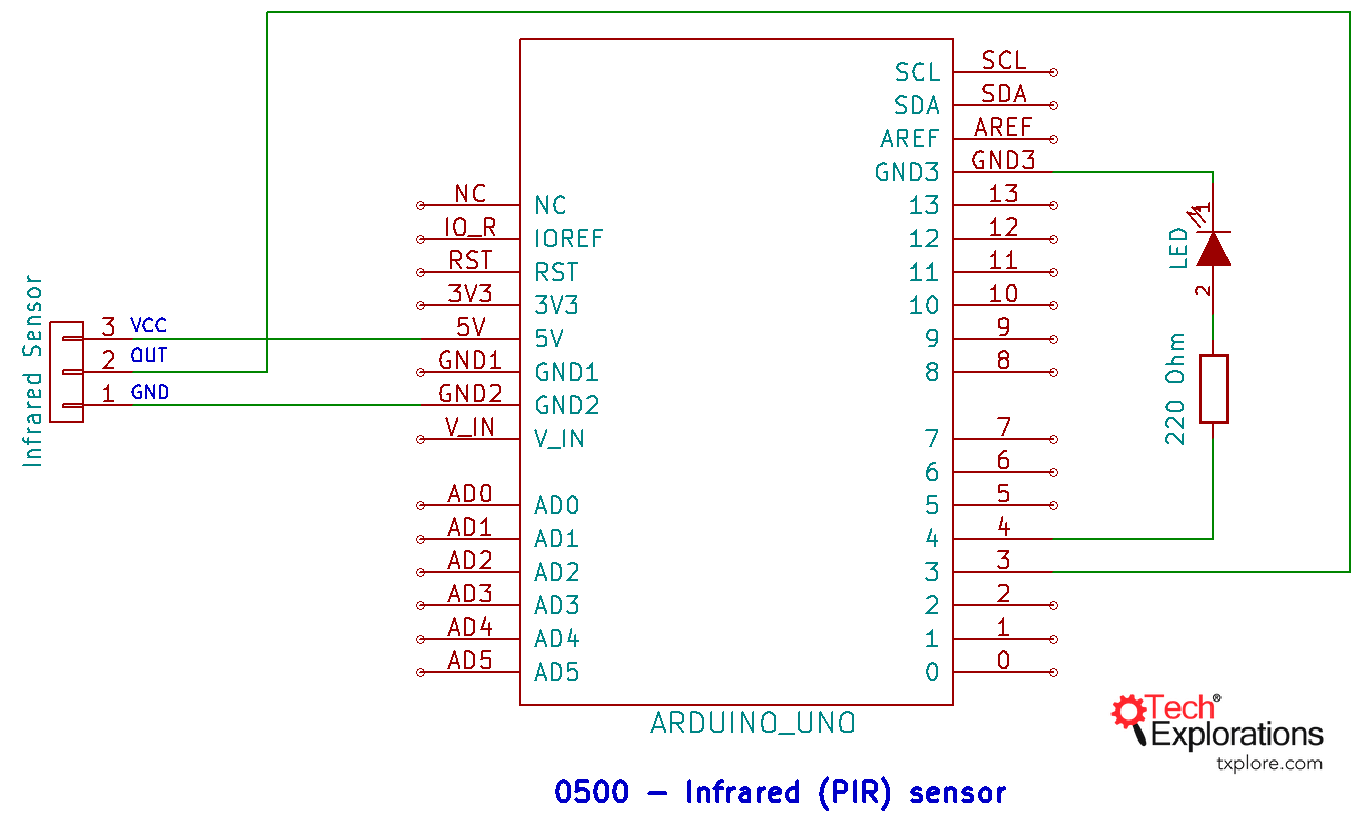 Infrared Sensor
3 VCC
2 OUT
1 GND
NC NC
IO_R IOREF
RST RST
3V3 3V3
5V 5V
GND1 GND1
GND2 GND2
V_IN V_IN
AD0 AD0
AD1 AD1
AD2 AD2
AD3 AD3
AD4 AD4
AD5 AD5
SCL SCL
SDA SDA
AREF AREF
GND3 GND3
13 13
12 12
11 11
10 10
9 9
8 8
7 7
6 6
5 5
4 4
3 3
2 2
1 1
0 0
1
LED
2
220 Ohm
ARDUINO_UNO
Tech®
Explorations
txplore.com
0500 – Infrared (PIR) sensor